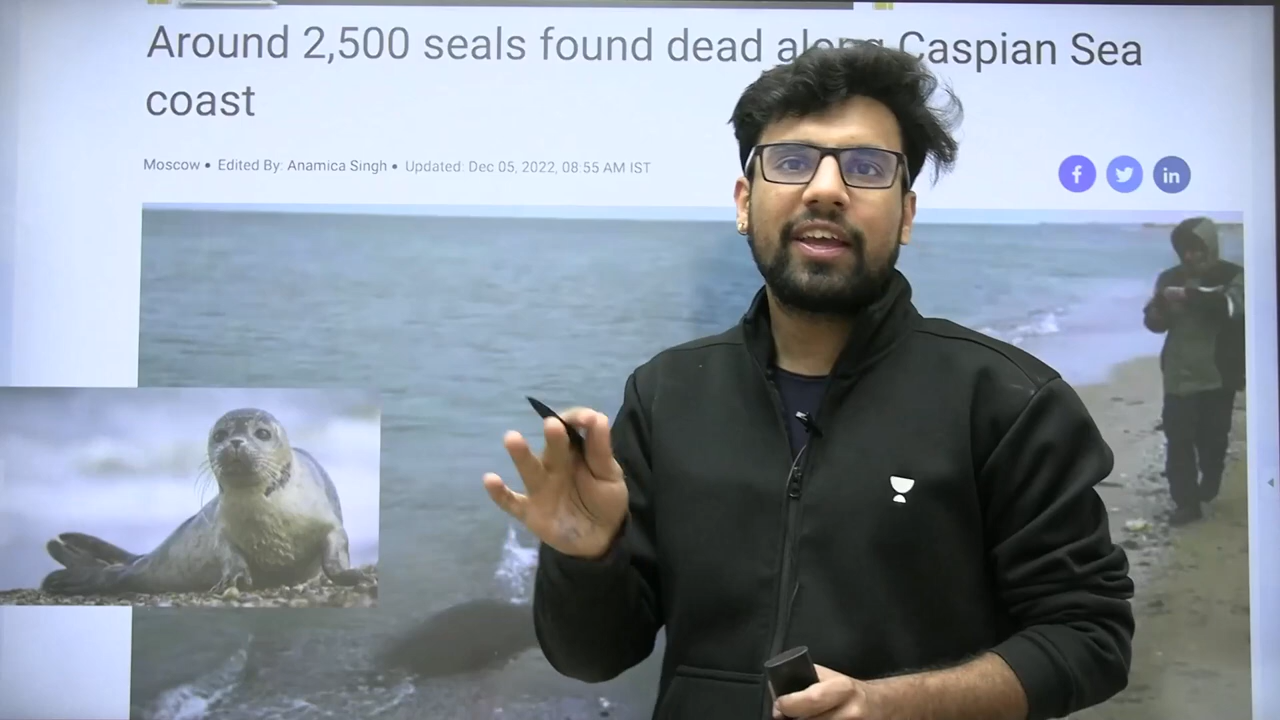 Around 2,500 seals found dead along Caspian Sea
coast
Moscow • Edited By: Anamica Singh • Updated: Dec 05, 2022, 08:55 AM IST
f
in